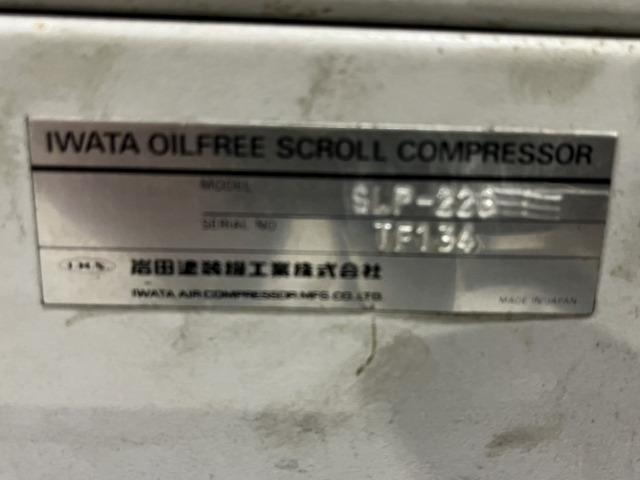 IWATA OILFREE SCROLL COMPRESSOR
MODEL
SERIAL NO TF134
岩田塗装機工業株式会社
IWATA AIR COMPRESSOR MFG. CO., LTD.
MADE IN JAPAN